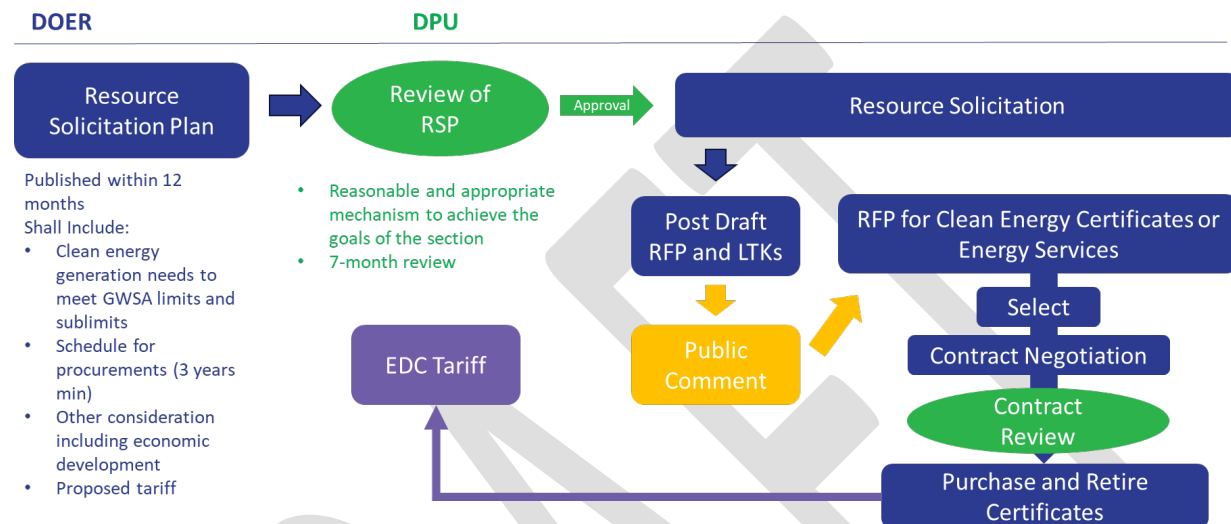 DOER
DPU
Resource
Solicitation Plan
Review of
RSP
Approval
Resource Solicitation
Published within 12
months
Shall Include:
• Clean energy
generation needs to
meet GWSA limits and
sublimits
• Schedule for
procurements (3 years
min)
• Other consideration
including economic
development
• Proposed tariff
• Reasonable and appropriate
mechanism to achieve the
goals of the section
• 7-month review
Post Draft
RFP and LTKs
RFP for Clean Energy Certificates or
Energy Services
Select
EDC Tariff
Public
Comment
Contract Negotiation
Contract
Review
Purchase and Retire
Certificates